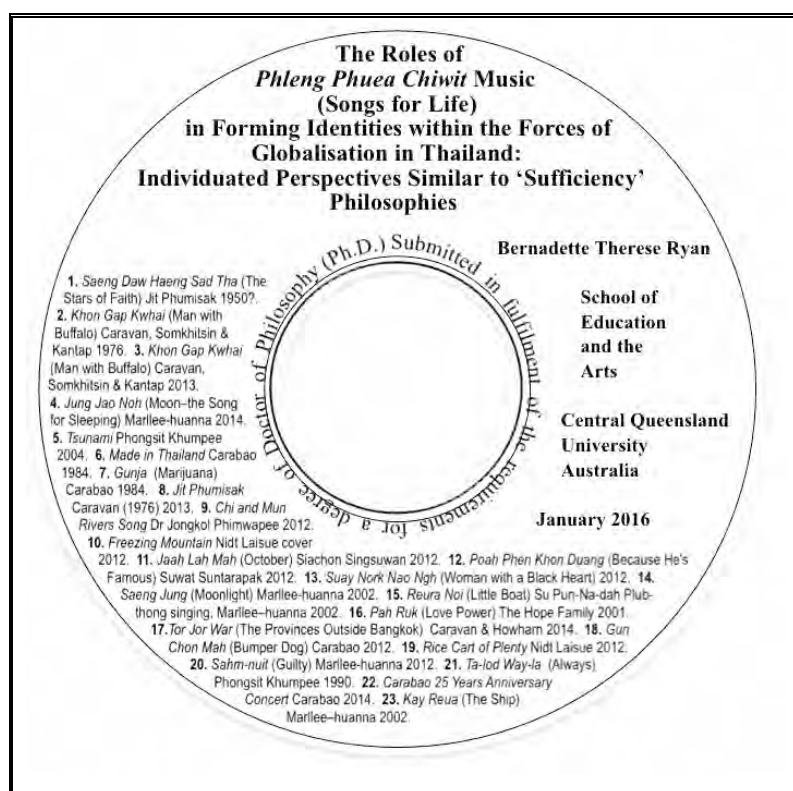 The Roles of
Phleng Phuea Chiwit Music
(Songs for Life)
in Forming Identities within the Forces of
Globalisation in Thailand:
Individuated Perspectives Similar to ‘Sufficiency’
Philosophies
Bernadette Therese Ryan
School of
Education
and the
Arts
Central Queensland
University
Australia
January 2016
Submitted in fulfilment of the requirements for a degree of Doctor of Philosophy (Ph.D.)
1. Saeng Daw Haeng Sad Tha (The
Stars of Faith) Jit Phumisak 1950?.
2. Khon Gap Kwhai (Man with
Buffalo) Caravan, Somkhitsin &
Kantap 1976. 3. Khon Gap Kwhai
(Man with Buffalo) Caravan,
Somkhitsin & Kantap 2013.
4. Jung Jao Noh (Moon–the Song
for Sleeping) Marllee-huanna 2014.
5. Tsunami Phongsit Khumpee
2004. 6. Made in Thailand Carabao
1984. 7. Gunja (Marijuana)
Carabao 1984. 8. Jit Phumisak
Caravan (1976) 2013. 9. Chi and Mun
Rivers Song Dr Jongkol Phimwapee 2012.
10. Freezing Mountain Nidt Laisue cover
2012. 11. Jaah Lah Mah (October) Siachon Singsuwan 2012. 12. Poah Phen Khon Duang (Because He's
Famous) Suwat Suntarapak 2012. 13. Suay Nork Nao Ngh (Woman with a Black Heart) 2012. 14.
Saeng Jung (Moonlight) Marllee-huanna 2002. 15. Reura Noi (Little Boat) Su Pun-Na-dah Plub-
thong singing, Marllee–huanna 2002. 16. Pah Ruk (Love Power) The Hope Family 2001.
17. Tor Jor War (The Provinces Outside Bangkok) Caravan & Howham 2014. 18. Gun
Chon Mah (Bumper Dog) Carabao 2012. 19. Rice Cart of Plenty Nidt Laisue 2012.
20. Sahm-nuit (Guilty) Marllee-huanna 2012. 21. Ta-lod Way-la (Always)
Phongsit Khumpee 1990. 22. Carabao 25 Years Anniversary
Concert Carabao 2014. 23. Kay Reua (The Ship)
Marllee–huanna 2002.